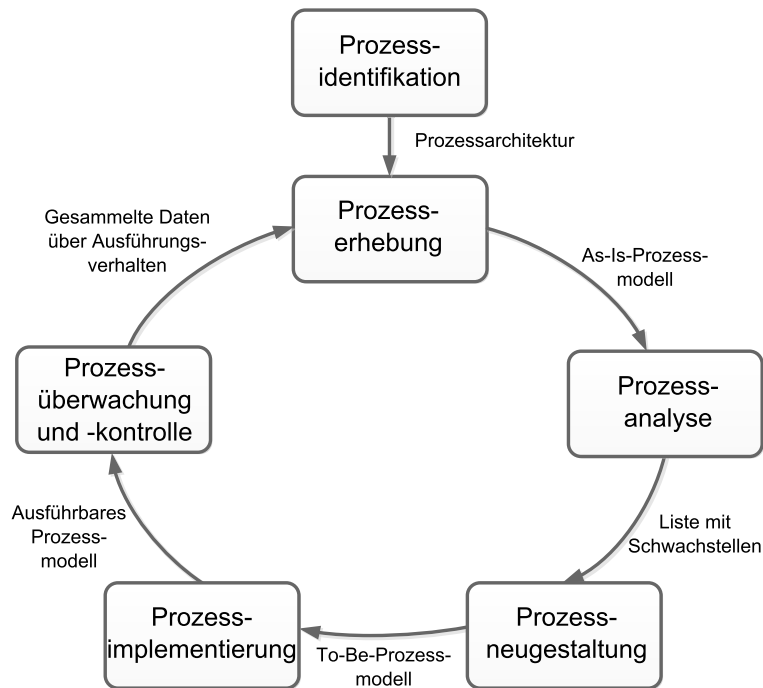 Prozess-
identifikation
Prozessarchitektur
Prozess-
erhebung
As-Is-Prozess-
modell
Prozess-
analyse
Liste mit
Schwachstellen
Prozess-
neugestaltung
To-Be-Prozess-
modell
Prozess-
implementierung
Ausführbares
Prozess-
modell
Prozess-
überwachung
und -kontrolle
Gesammelte Daten
über Ausführungs-
verhalten